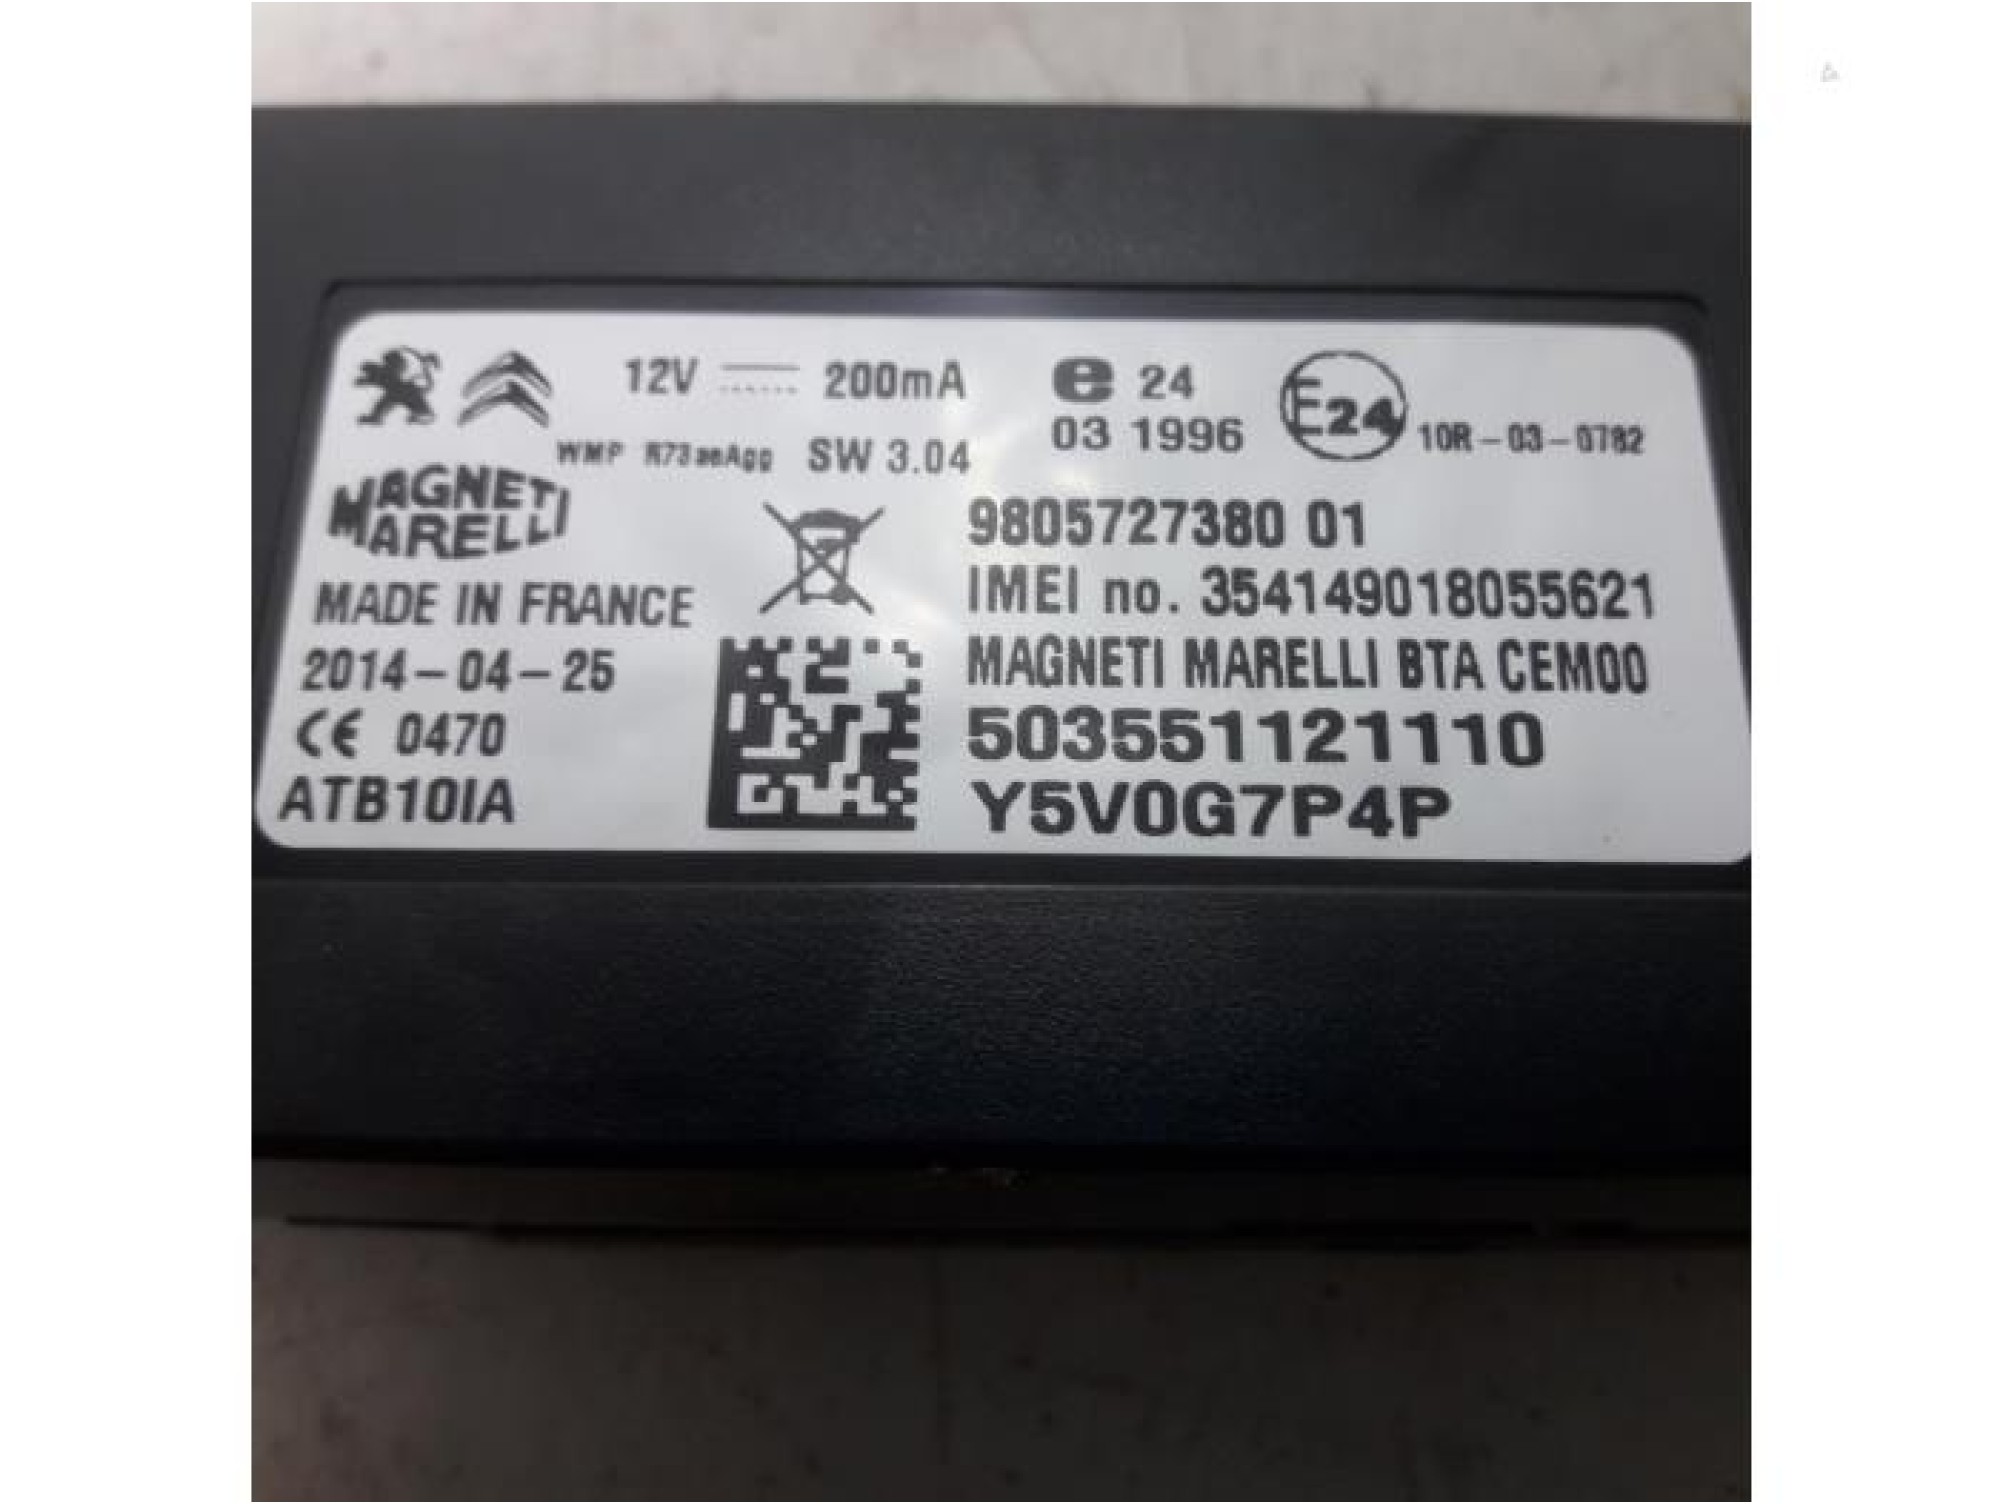 12V 200mA e 24
03 1996 E24 10R-03-0782
WMP SW 3.04
MAGNETI
MARELLI
9805727380 01
MADE IN FRANCE
IMEI no. 354149018055621
2014-04-25
MAGNETI MARELLI BTA CEM00
CE 0470
503551121110
ATB10IA
Y5V0G7P4P